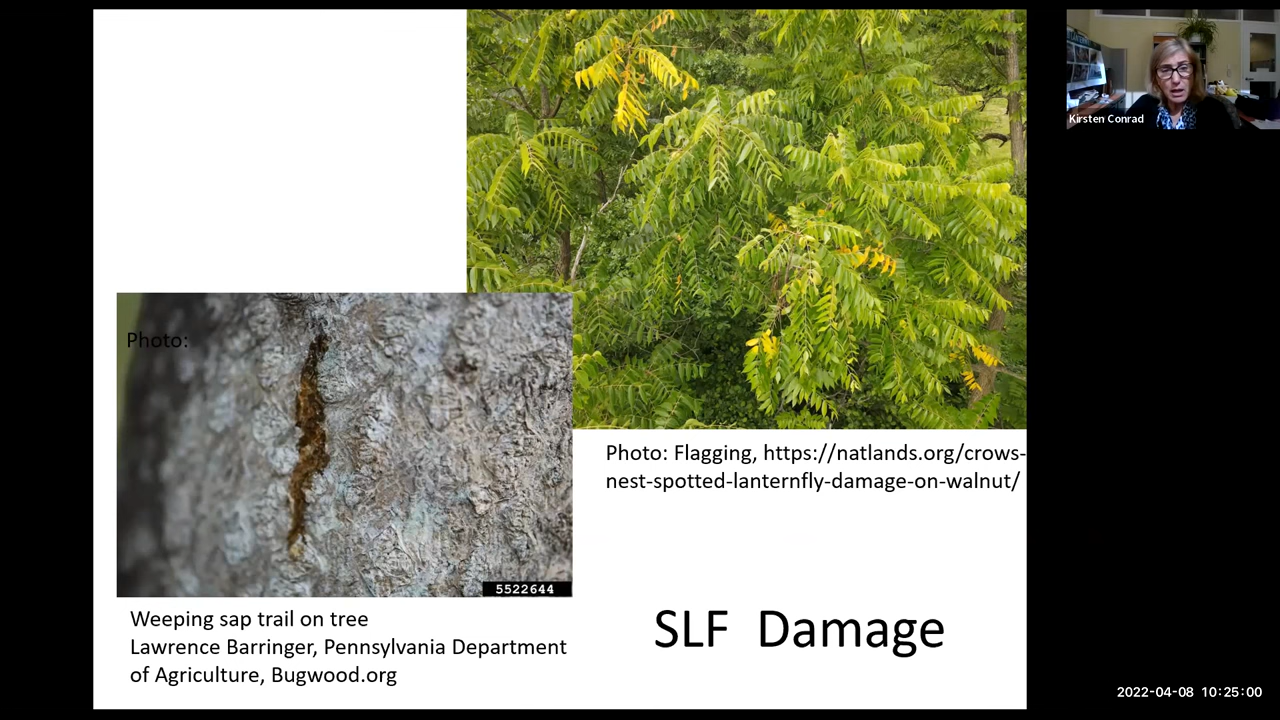 Kirsten Conrad
Photo:
Photo: Flagging, https://natlands.org/crows-
nest-spotted-lanternfly-damage-on-walnut/
5522644
Weeping sap trail on tree
Lawrence Barringer, Pennsylvania Department
of Agriculture, Bugwood.org
SLF Damage
2022-04-08 10:25:00